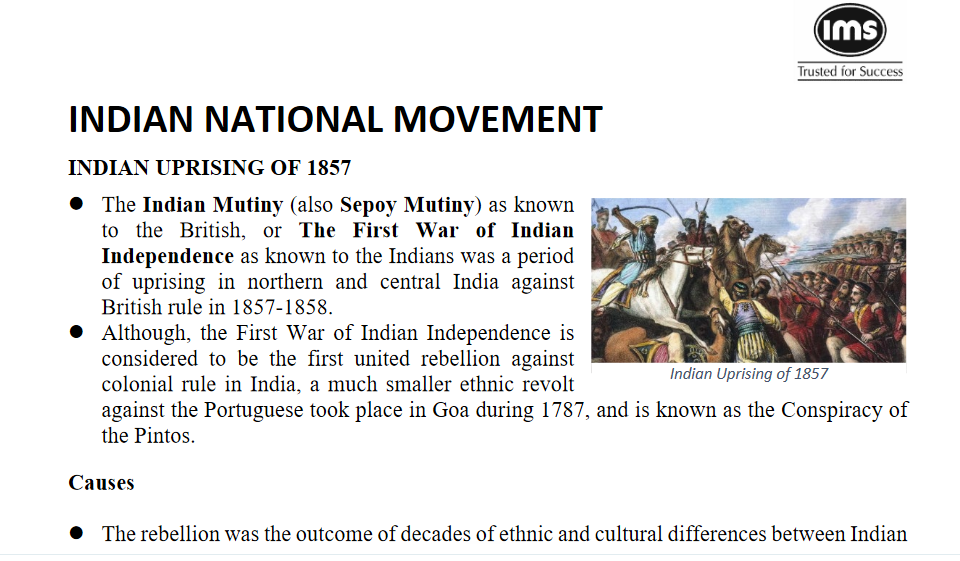 ims
Trusted for Success
INDIAN NATIONAL MOVEMENT
INDIAN UPRISING OF 1857
● The Indian Mutiny (also Sepoy Mutiny) as known
to the British, or The First War of Indian
Independence as known to the Indians was a period
of uprising in northern and central India against
British rule in 1857-1858.
● Although, the First War of Indian Independence is
considered to be the first united rebellion against
colonial rule in India, a much smaller ethnic revolt
against the Portuguese took place in Goa during 1787, and is known as the Conspiracy of
the Pintos.
Indian Uprising of 1857
Causes
● The rebellion was the outcome of decades of ethnic and cultural differences between Indian